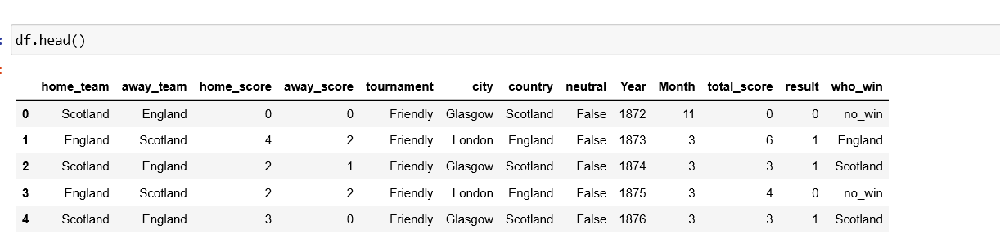 df.head()
home_team away_team home_score away_score tournament city country neutral Year Month total_score result who_win
0 Scotland England 0 0 Friendly Glasgow Scotland False 1872 11 0 0 no_win
1 England Scotland 4 2 Friendly London England False 1873 3 6 1 England
2 Scotland England 2 1 Friendly Glasgow Scotland False 1874 3 3 1 Scotland
3 England Scotland 2 2 Friendly London England False 1875 3 4 0 no_win
4 Scotland England 3 0 Friendly Glasgow Scotland False 1876 3 3 1 Scotland